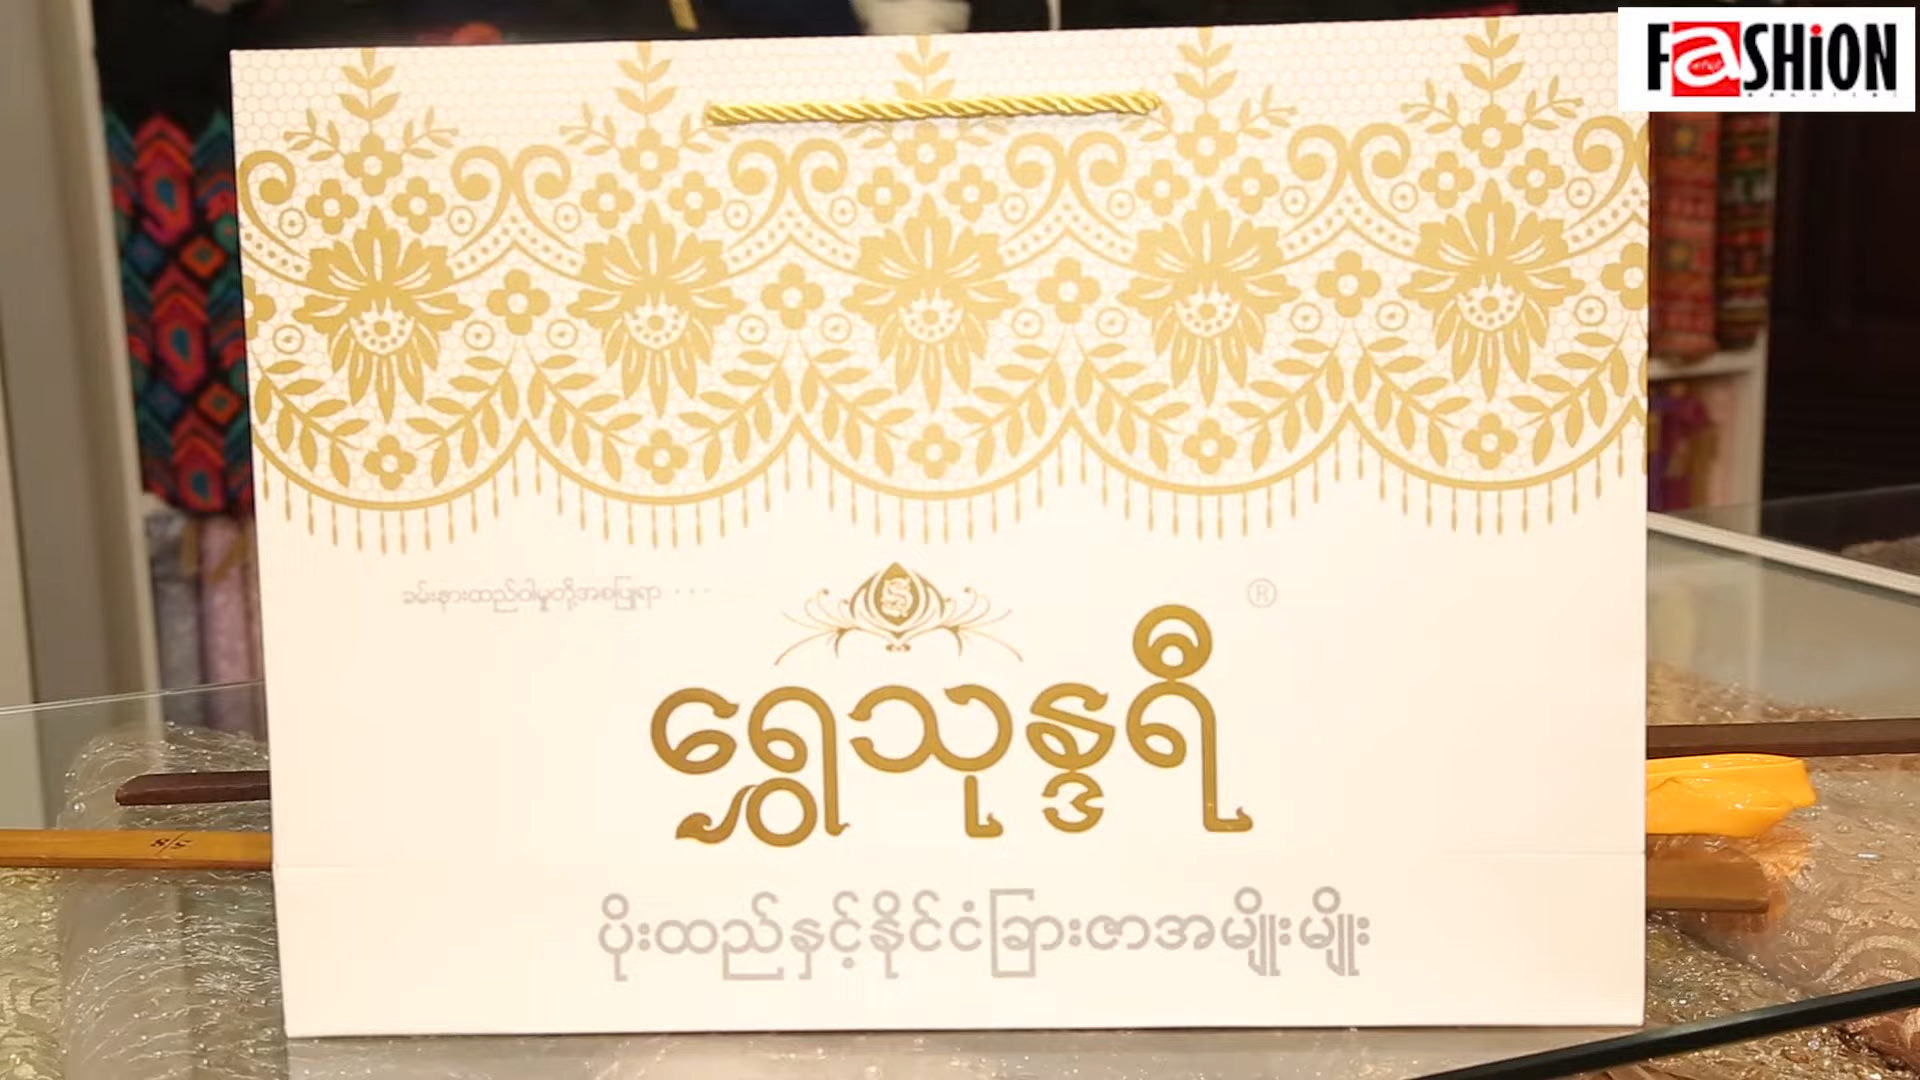 FaSHiON
ခမ်းနားထည်ဝါမှုတို့အစပြုရာ ...
®
ရွှေသုန္ဒရီ
ပိုးထည်နှင့်နိုင်ငံခြားဇာအမျိုးမျိုး